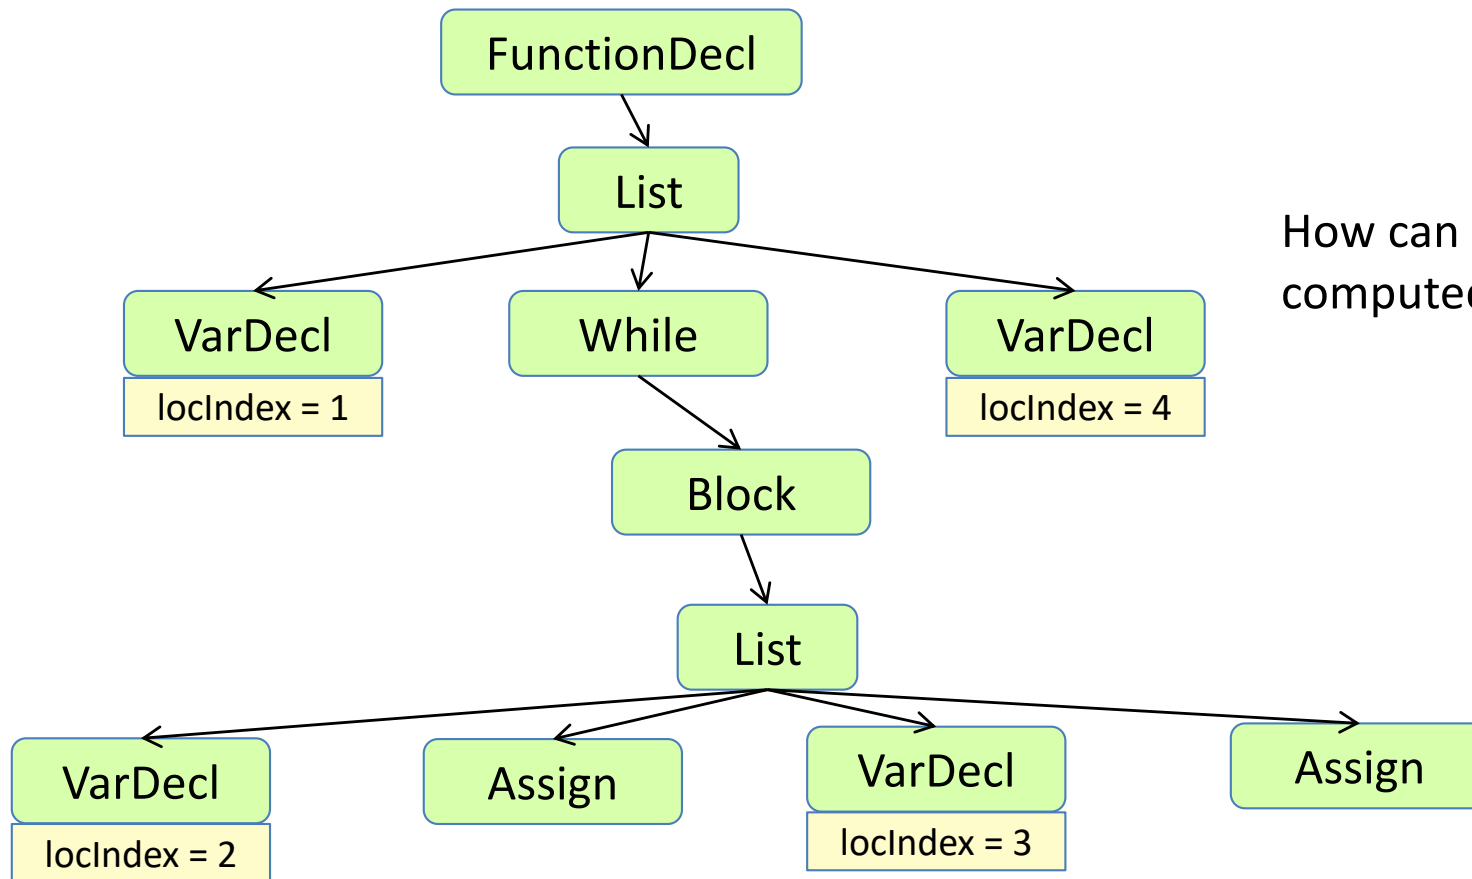 FunctionDecl
List
How can
VarDecl
While
VarDecl
locIndex = 1
locIndex = 4
Block
List
VarDecl
Assign
VarDecl
Assign
locIndex = 2
locIndex = 3